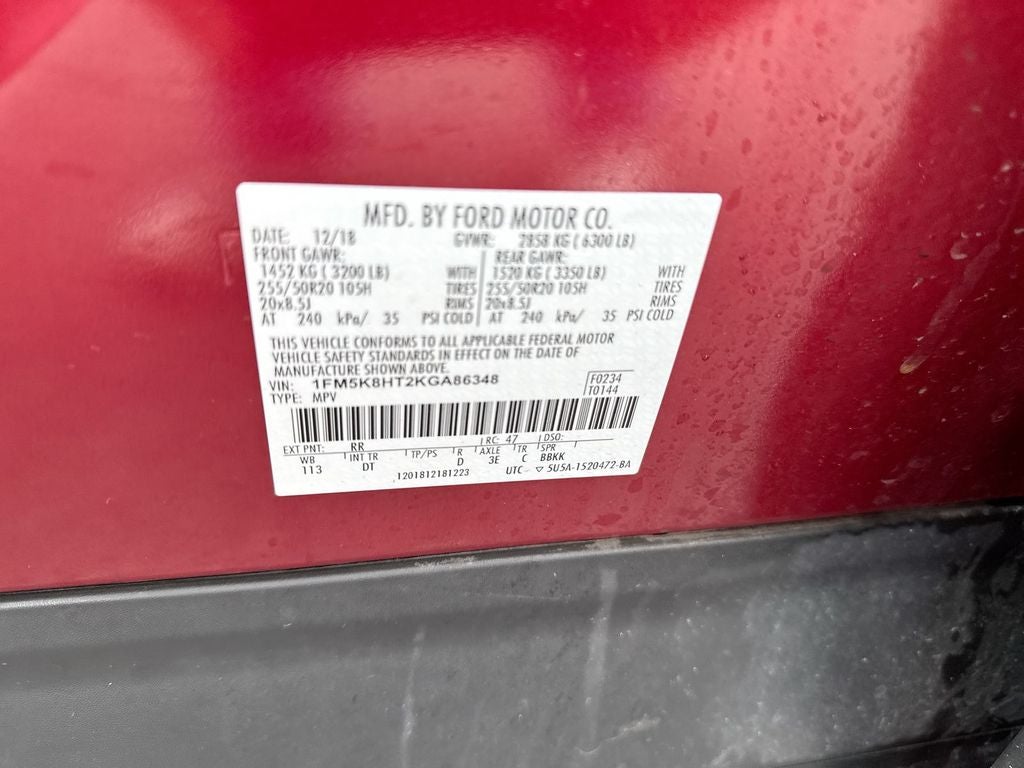 MFD. BY FORD MOTOR CO.
DATE: 12/18 GVWR: 2858 KG ( 6300 LB)
FRONT GAWR: REAR GAWR:
1452 KG ( 3200 LB) WITH 1520 KG ( 3350 LB) WITH
255/50R20 105H TIRES 255/50R20 105H TIRES
20x8.5J RIMS 20x8.5J RIMS
AT 240 kPa/ 35 PSI COLD AT 240 kPa/ 35 PSI COLD
THIS VEHICLE CONFORMS TO ALL APPLICABLE FEDERAL MOTOR
VEHICLE SAFETY STANDARDS IN EFFECT ON THE DATE OF
MANUFACTURE SHOWN ABOVE.
VIN: 1FM5K8HT2KGA86348 F0234
TYPE: MPV T0144
EXT PNT: RR RC: 47 DSO:
WB INT TR TP/PS R AXLE TR SPR
113 DT D 3E C BBKK
1201812181223 UTC ▽ 5U5A-1520472-BA